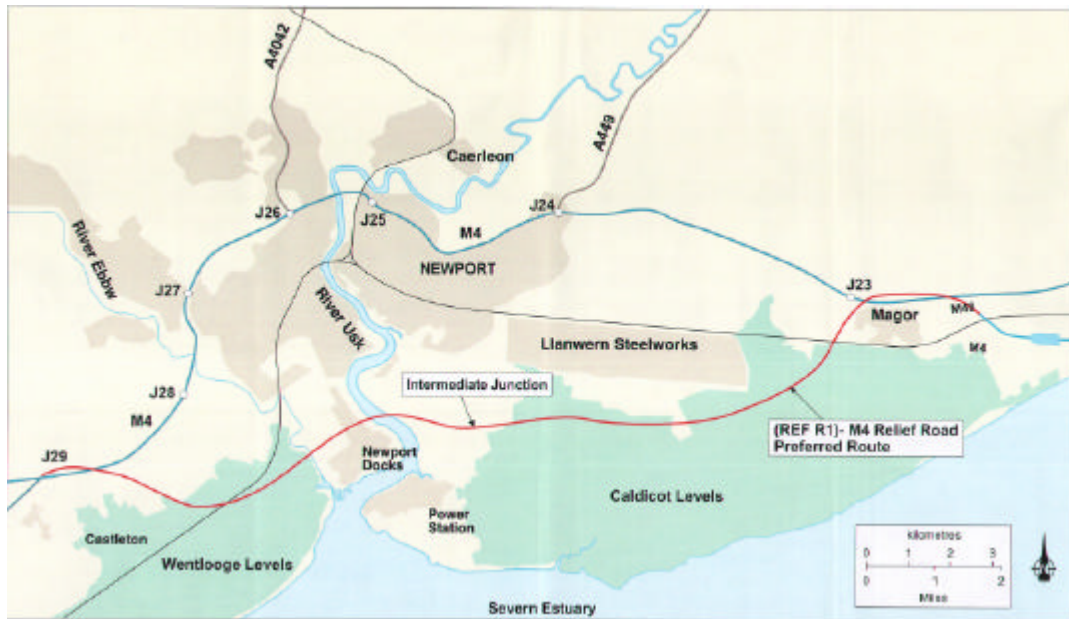 A4042
A449
Caerleon
J26
J25
J24
M4
River Ebbw
NEWPORT
J27
J23
River Usk
Magor
M4
Llanwern Steelworks
J28
Intermediate Junction
M4
(REF R1)- M4 Relief Road
Preferred Route
J29
Newport
Docks
Caldicot Levels
Power
Station
Castleton
Wentlooge Levels
kilometres
0 1 2 3
0 1 2
Miles
Severn Estuary